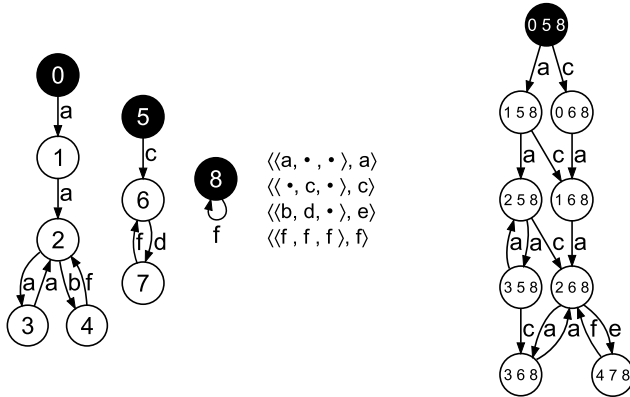 0
a
1
a
2
a a b f
3 4
5
c
6
f d
7
8
f
⟨⟨a, • , • ⟩, a⟩
⟨⟨ •, c, • ⟩, c⟩
⟨⟨b, d, • ⟩, e⟩
⟨⟨f , f , f ⟩, f⟩
0 5 8
a c
1 5 8 0 6 8
a c a
2 5 8 1 6 8
a a c a
3 5 8 2 6 8
c a a f e
3 6 8 4 7 8